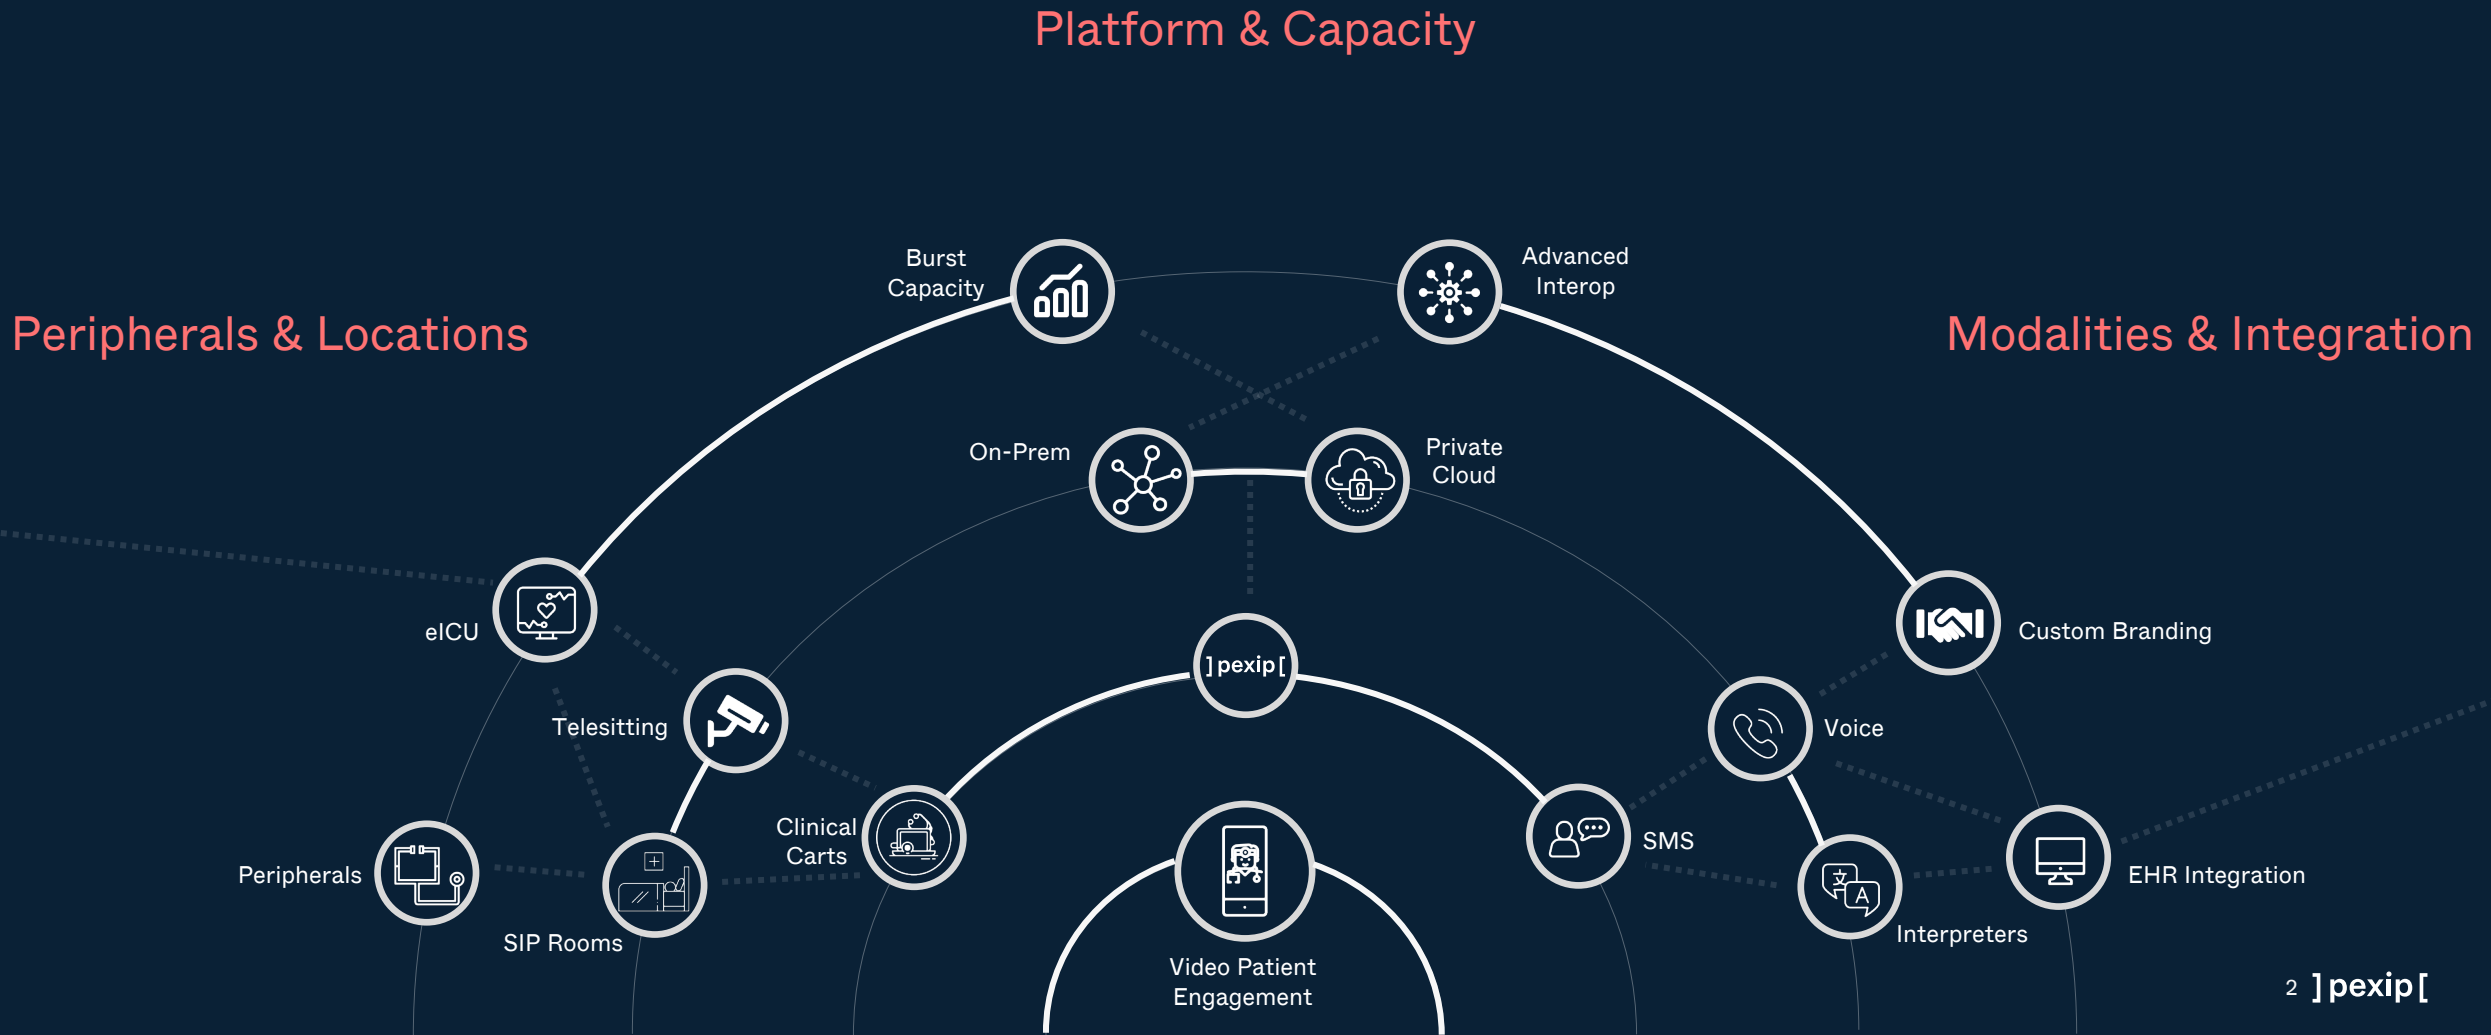 Platform & Capacity
Peripherals & Locations
Modalities & Integration
Burst
Capacity
Advanced
Interop
On-Prem
Private
Cloud
eICU
Custom Branding
]pexip[
Telesitting
Voice
Clinical
Carts
SMS
Peripherals
EHR Integration
SIP Rooms
Interpreters
文
A
Video Patient
Engagement
2 ]pexip[